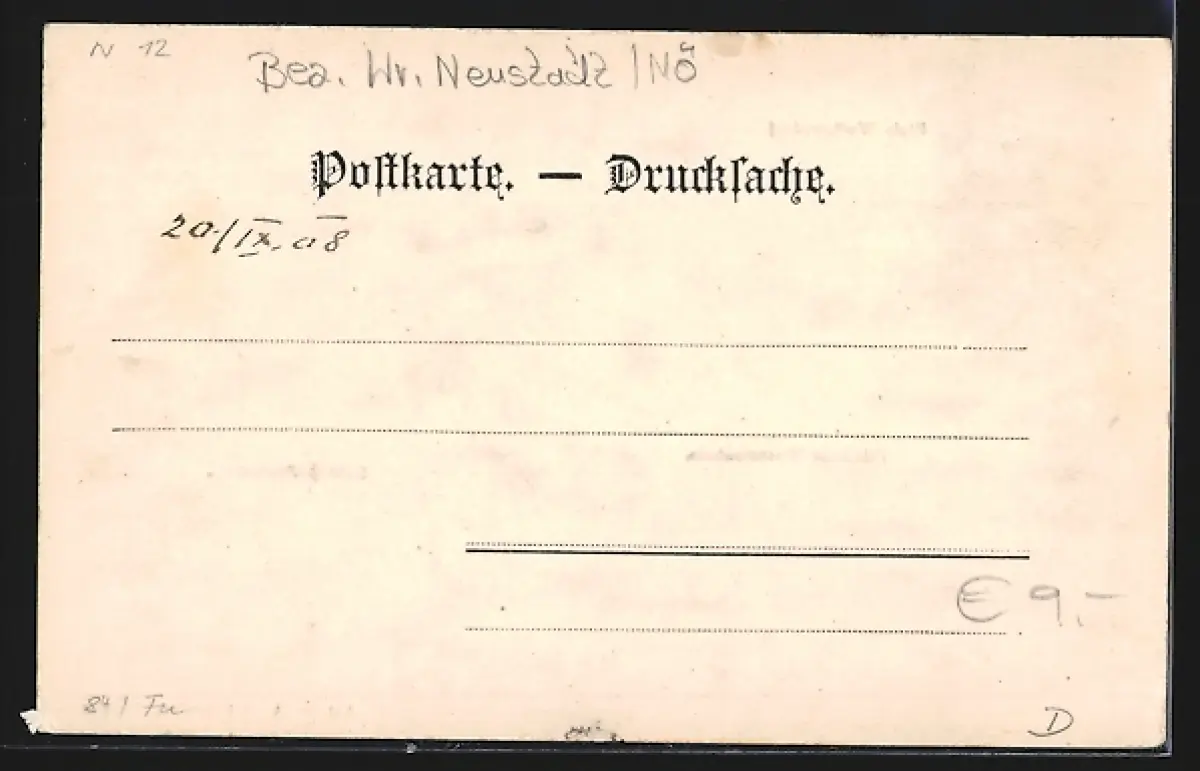 N 12
Bez. Wr. Neustadt / NÖ
Postkarte. — Drucksache.
20./IX. 08
€ 9,-
84 / Fu
D